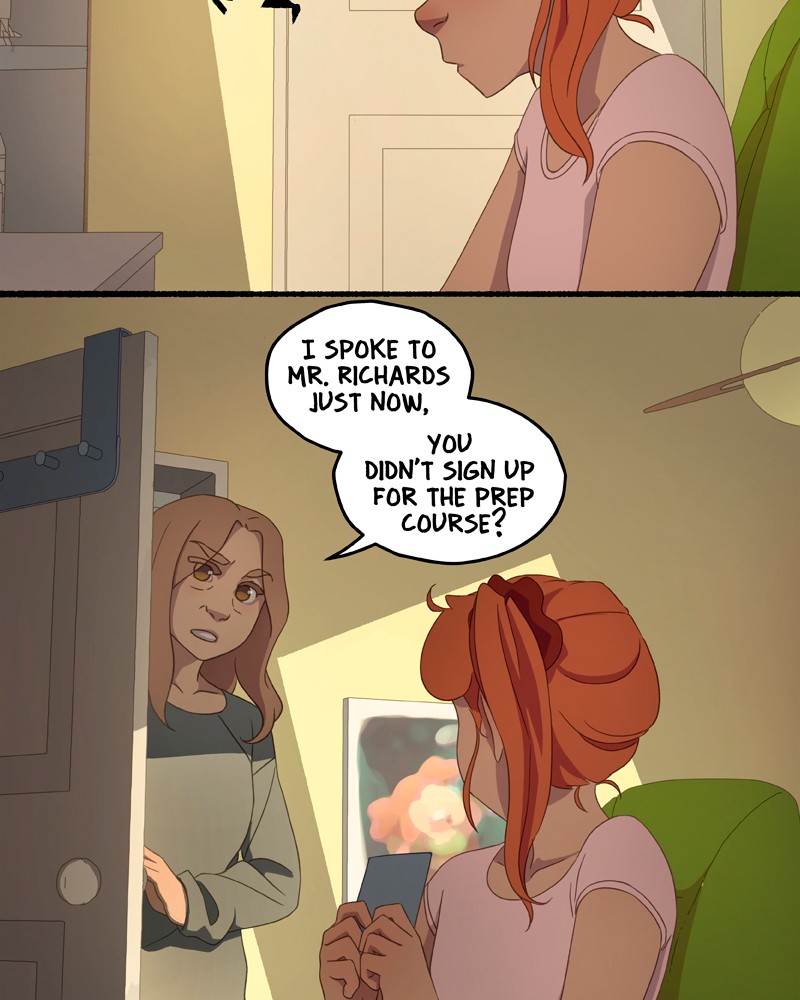 I SPOKE TO
MR. RICHARDS
JUST NOW,
YOU
DIDN'T SIGN UP
FOR THE PREP
COURSE?